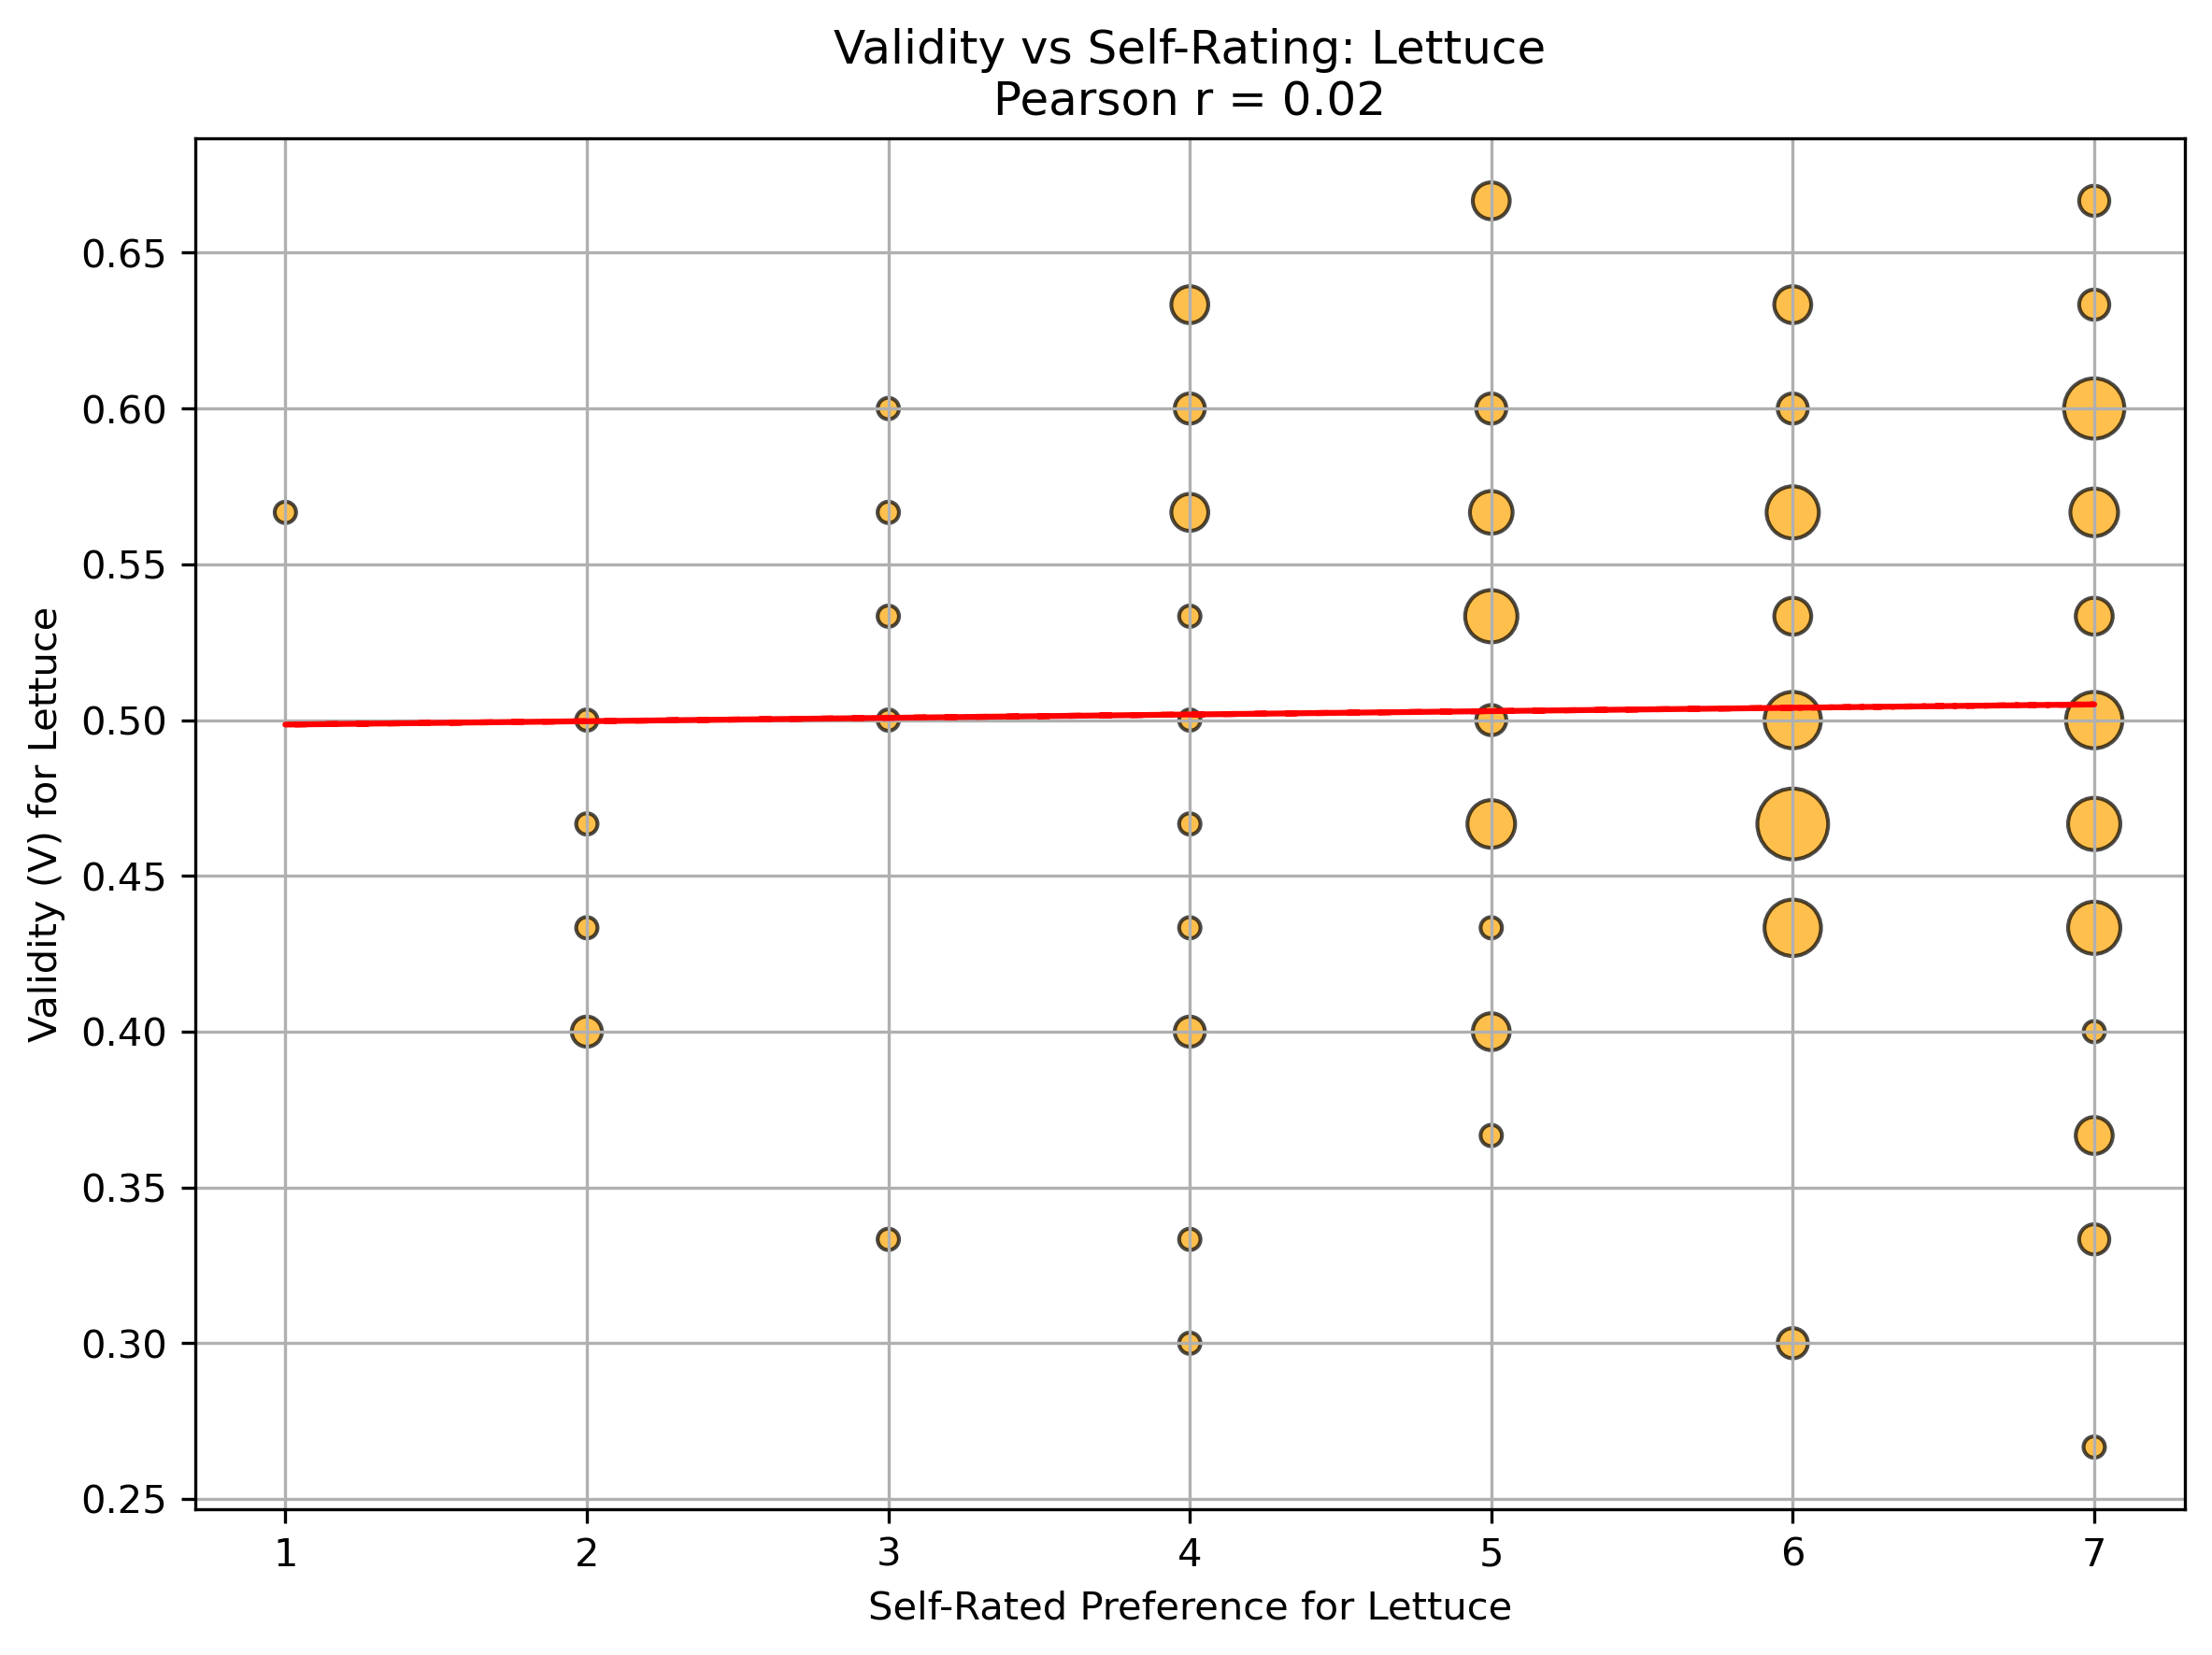 Validity vs Self-Rating: Lettuce
Pearson r = 0.02
Validity (V) for Lettuce
0.65
0.60
0.55
0.50
0.45
0.40
0.35
0.30
0.25
1 2 3 4 5 6 7
Self-Rated Preference for Lettuce